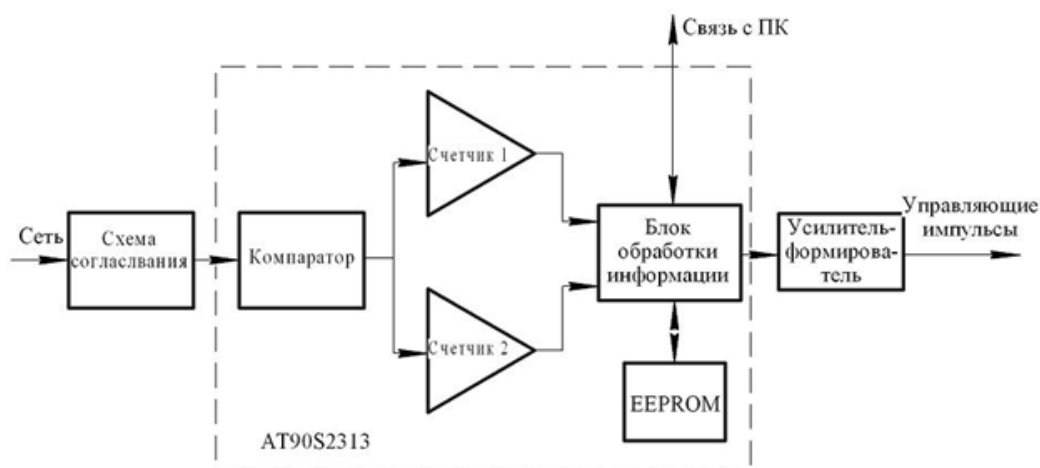 Связь с ПК
Счетчик 1
Сеть
Схема
согласлвания
Компаратор
Блок
обработки
информации
Усилитель-
формирова-
тель
Управляющие
импульсы
Счетчик 2
EEPROM
AT90S2313